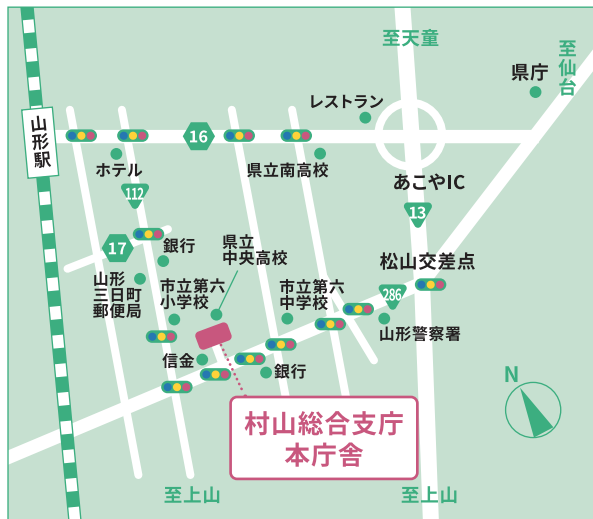 至天童
至仙台
県庁
レストラン
山形駅
16
ホテル
県立南高校
あこやIC
112
13
17
銀行
県立
中央高校
松山交差点
山形
三日町
郵便局
市立第六
小学校
市立第六
中学校
286
山形警察署
信金
銀行
N
村山総合支庁
本庁舎
至上山
至上山